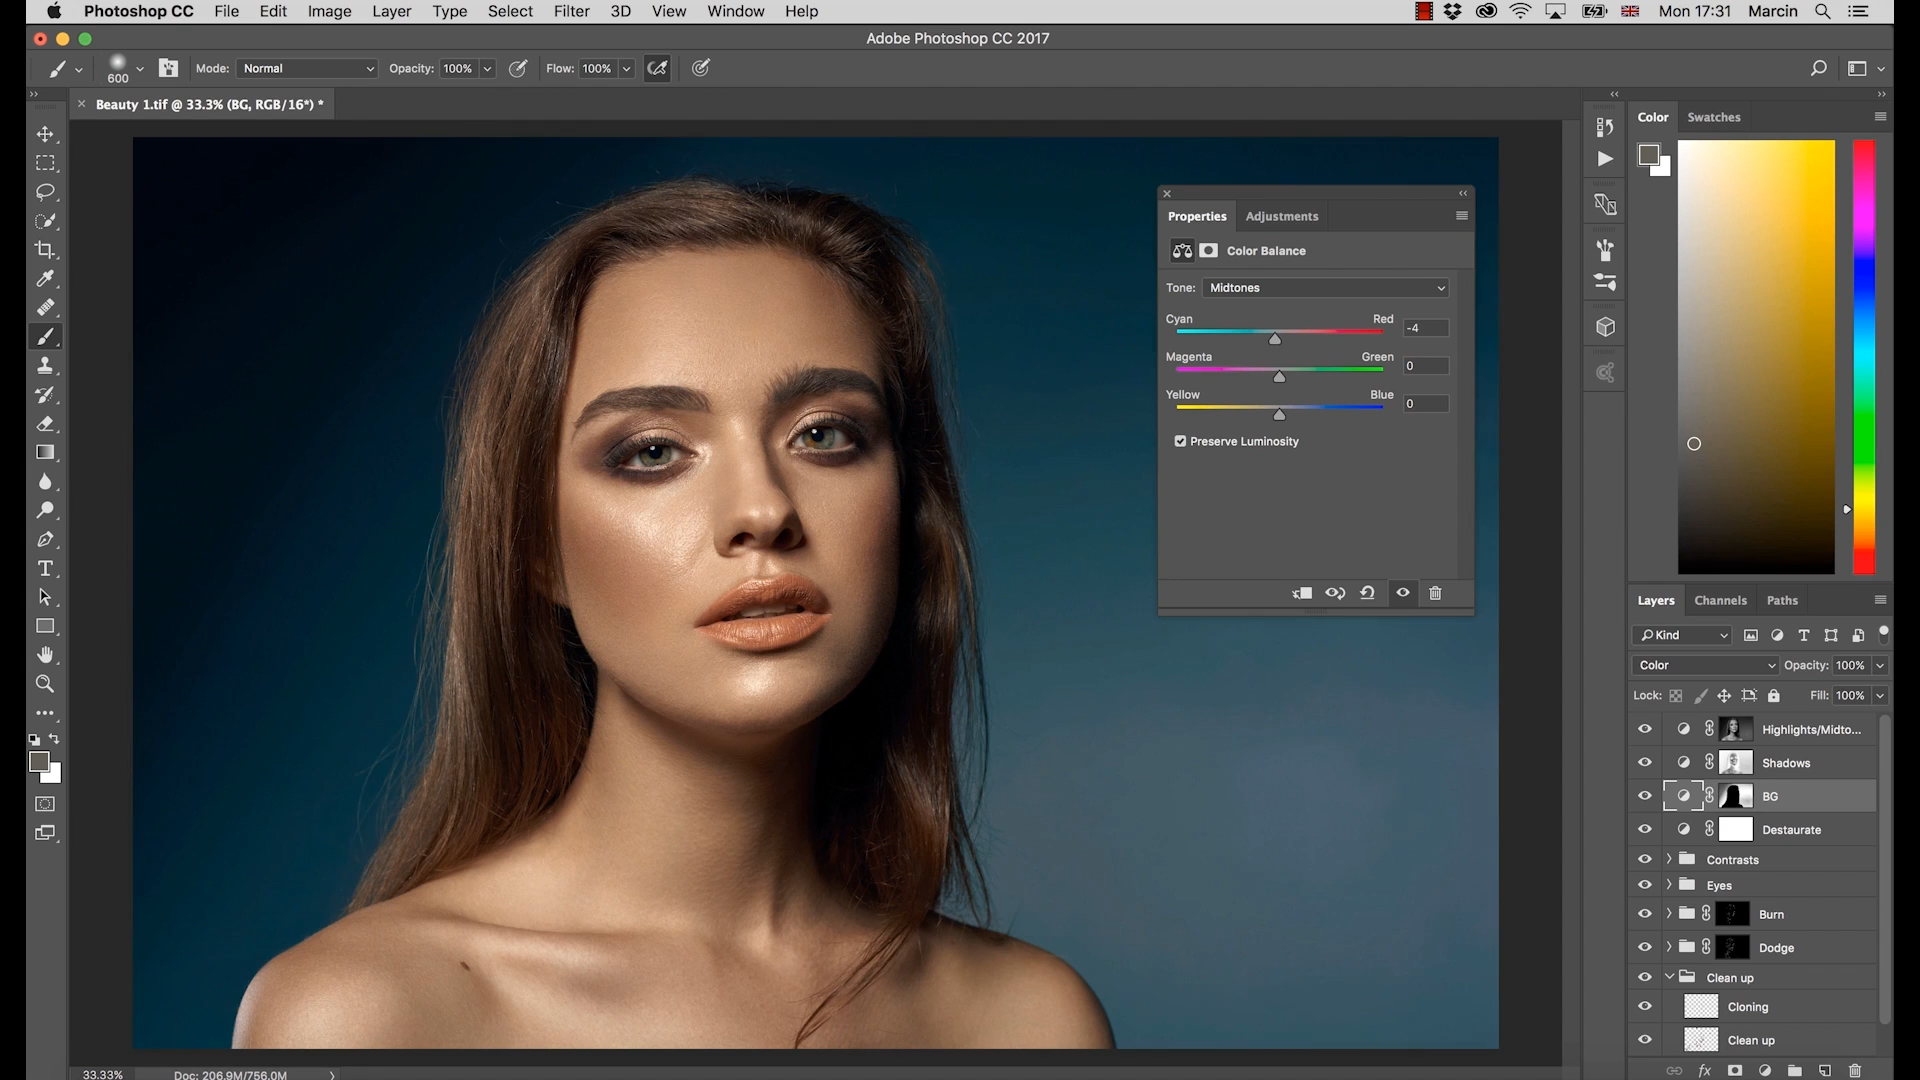 Photoshop CC File Edit Image Layer Type Select Filter 3D View Window Help Mon 17:31 Marcin
Adobe Photoshop CC 2017
600 Mode: Normal Opacity: 100% Flow: 100%
× Beauty 1.tif @ 33.3% (BG, RGB/16*) *
Color Swatches
Properties Adjustments
Color Balance
Tone: Midtones
Cyan Red -4
Magenta Green 0
Yellow Blue 0
Preserve Luminosity
Layers Channels Paths
Kind
Color Opacity: 100%
Lock: Fill: 100%
Highlights/Midto...
Shadows
BG
Destaurate
Contrasts
Eyes
Burn
Dodge
Clean up
Cloning
Clean up
fx
33.33% Doc: 206.9M/756.0M